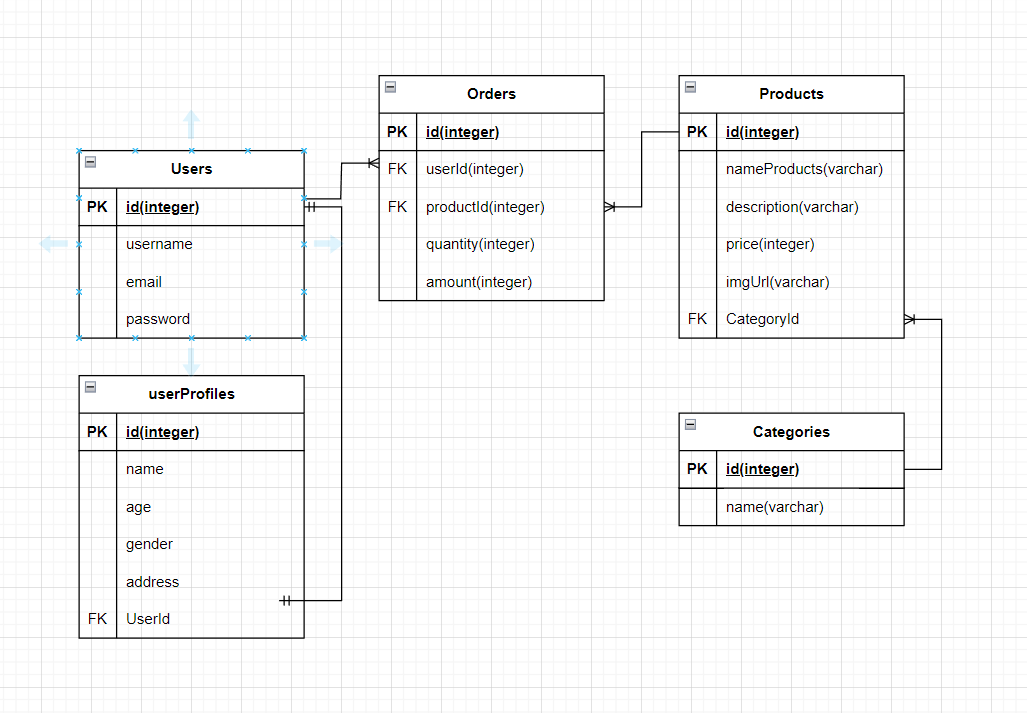 Users
PK id(integer)
username
email
password
userProfiles
PK id(integer)
name
age
gender
address
FK UserId
Orders
PK id(integer)
FK userId(integer)
FK productId(integer)
quantity(integer)
amount(integer)
Products
PK id(integer)
nameProducts(varchar)
description(varchar)
price(integer)
imgUrl(varchar)
FK CategoryId
Categories
PK id(integer)
name(varchar)